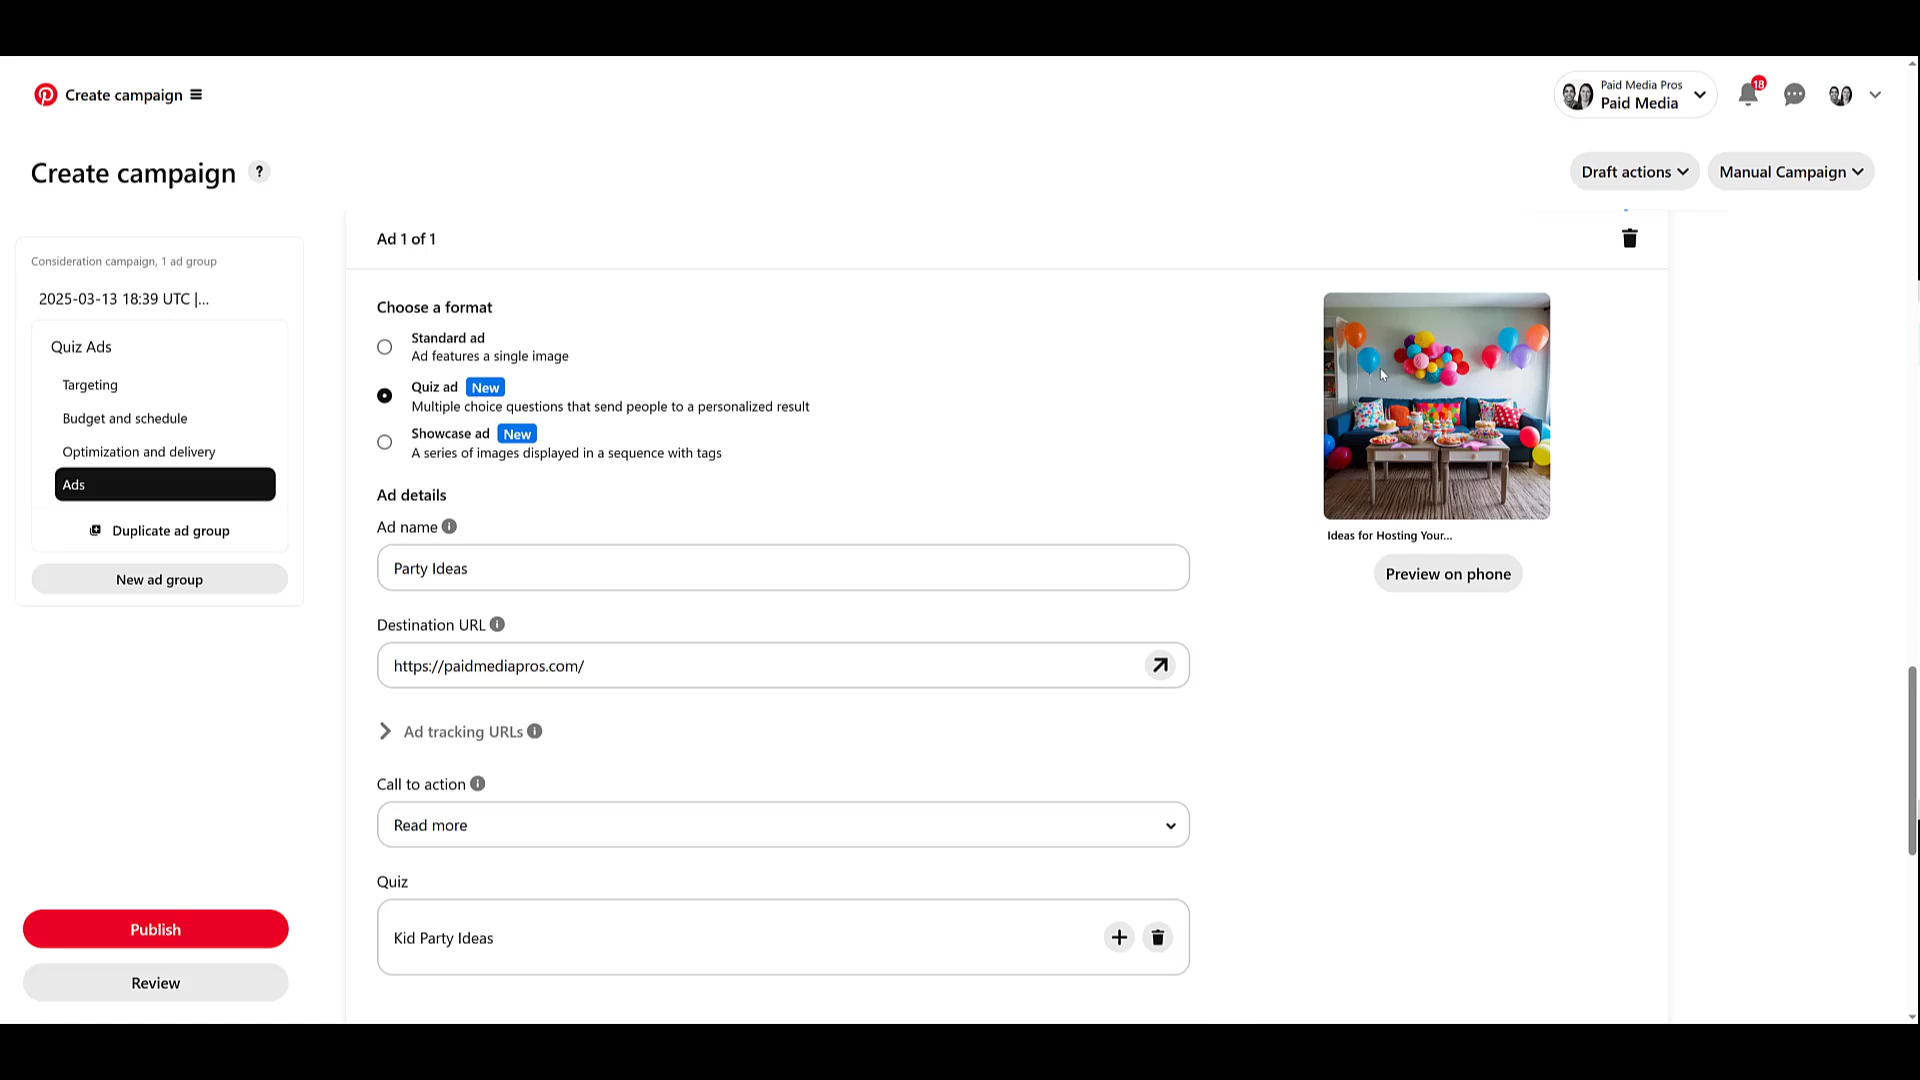 Create campaign
Paid Media Pros
Paid Media
18
Create campaign
?
Draft actions
Manual Campaign
Consideration campaign, 1 ad group
2025-03-13 18:39 UTC |...
Quiz Ads
Targeting
Budget and schedule
Optimization and delivery
Ads
Duplicate ad group
New ad group
Publish
Review
Ad 1 of 1
Choose a format
Standard ad
Ad features a single image
Quiz ad New
Multiple choice questions that send people to a personalized result
Showcase ad New
A series of images displayed in a sequence with tags
Ad details
Ad name
Party Ideas
Destination URL
https://paidmediapros.com/
Ad tracking URLs
Call to action
Read more
Quiz
Kid Party Ideas
Ideas for Hosting Your...
Preview on phone